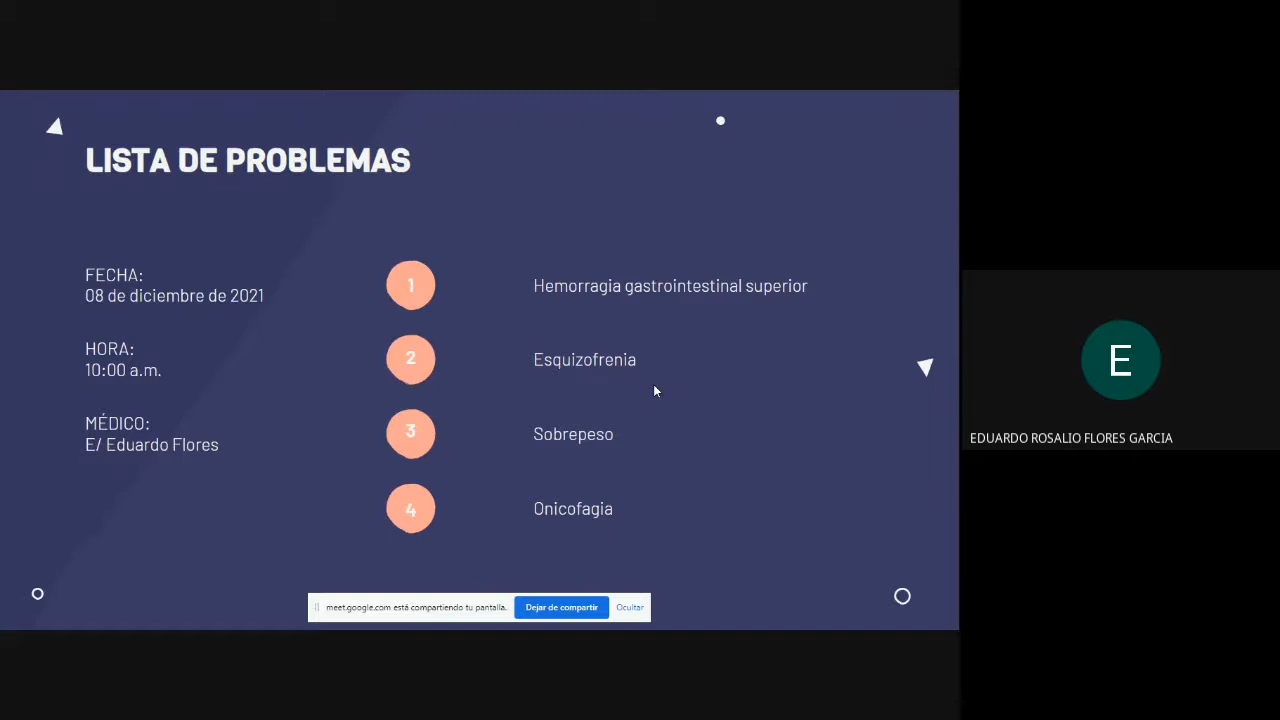 LISTA DE PROBLEMAS
FECHA:
08 de diciembre de 2021
HORA:
10:00 a.m.
MÉDICO:
E/ Eduardo Flores
1
Hemorragia gastrointestinal superior
2
Esquizofrenia
3
Sobrepeso
4
Onicofagia
meet.google.com está compartiendo tu pantalla.
Dejar de compartir
Ocultar
E
EDUARDO ROSALIO FLORES GARCIA